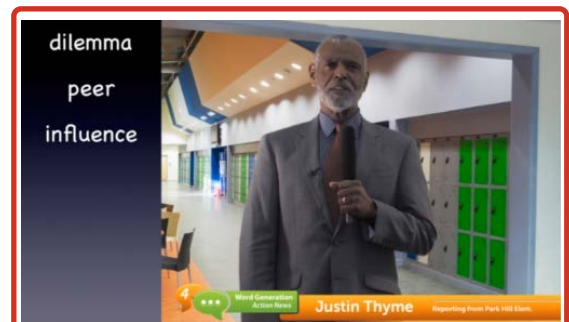 dilemma
peer
influence
4
Word Generation
Action News
Justin Thyme
Reporting from Park Hill Elem.